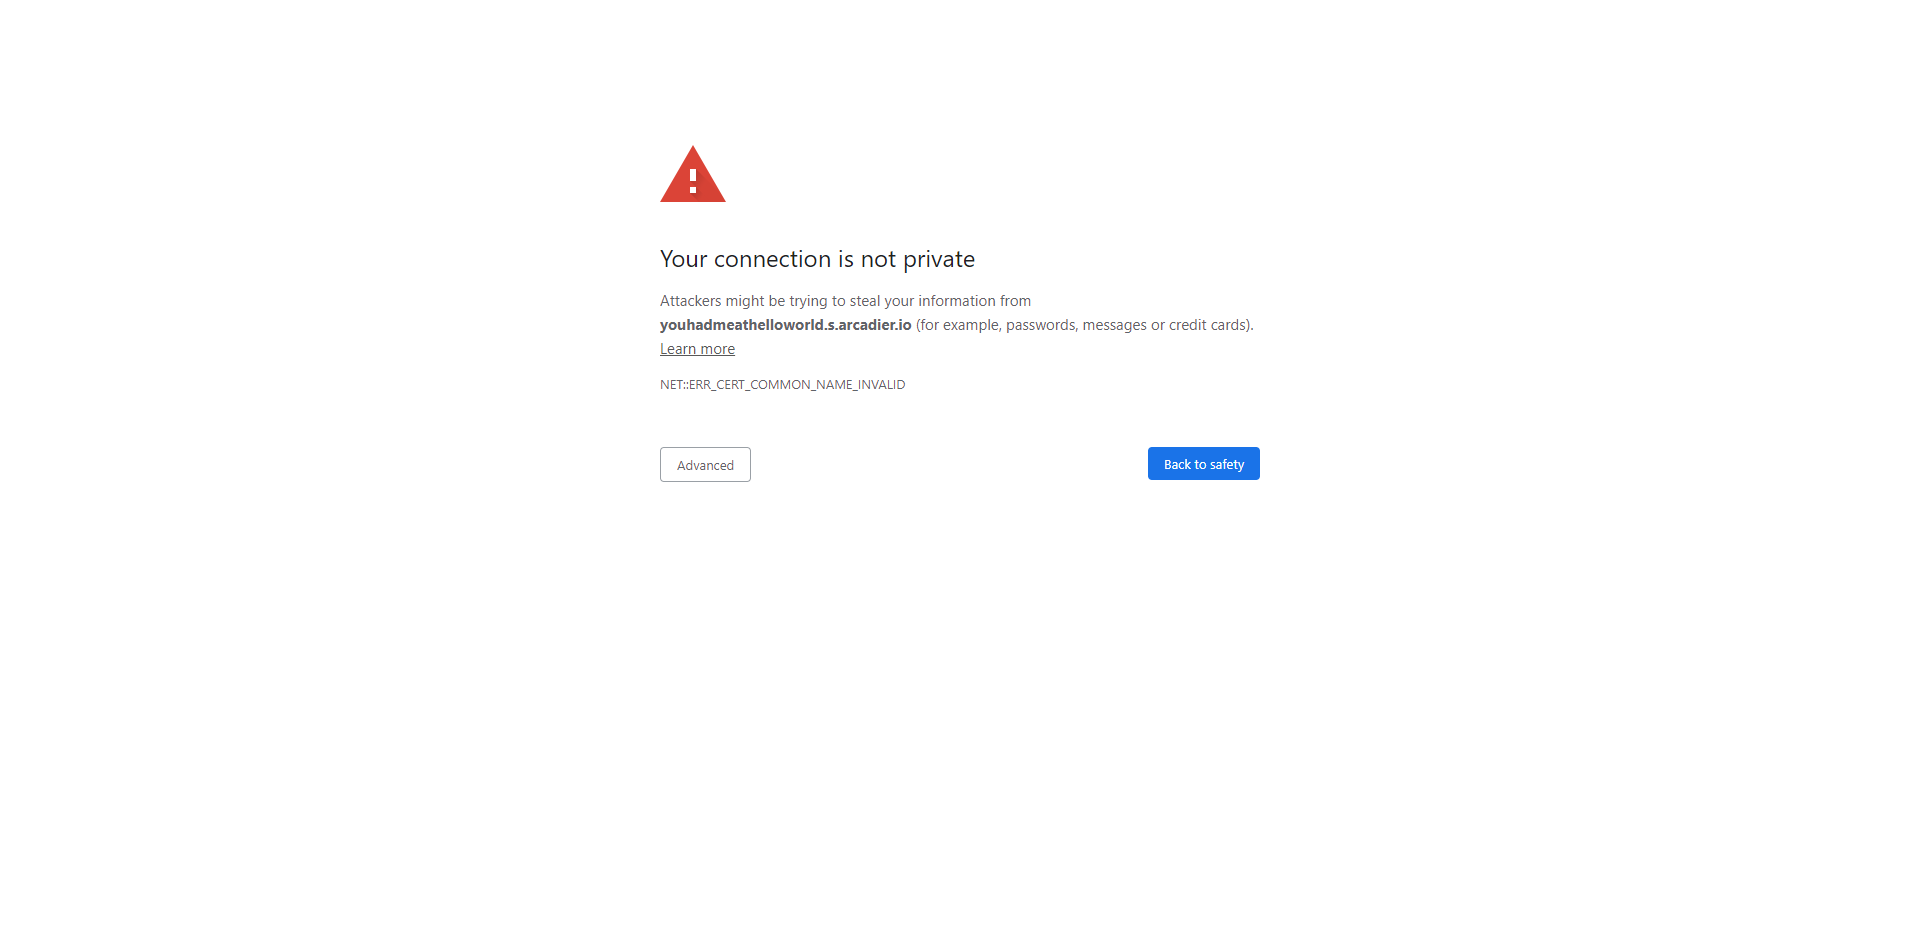 Your connection is not private
Attackers might be trying to steal your information from
youhadmeathelloworld.s.arcadier.io (for example, passwords, messages or credit cards).
Learn more
NET::ERR_CERT_COMMON_NAME_INVALID
Advanced
Back to safety